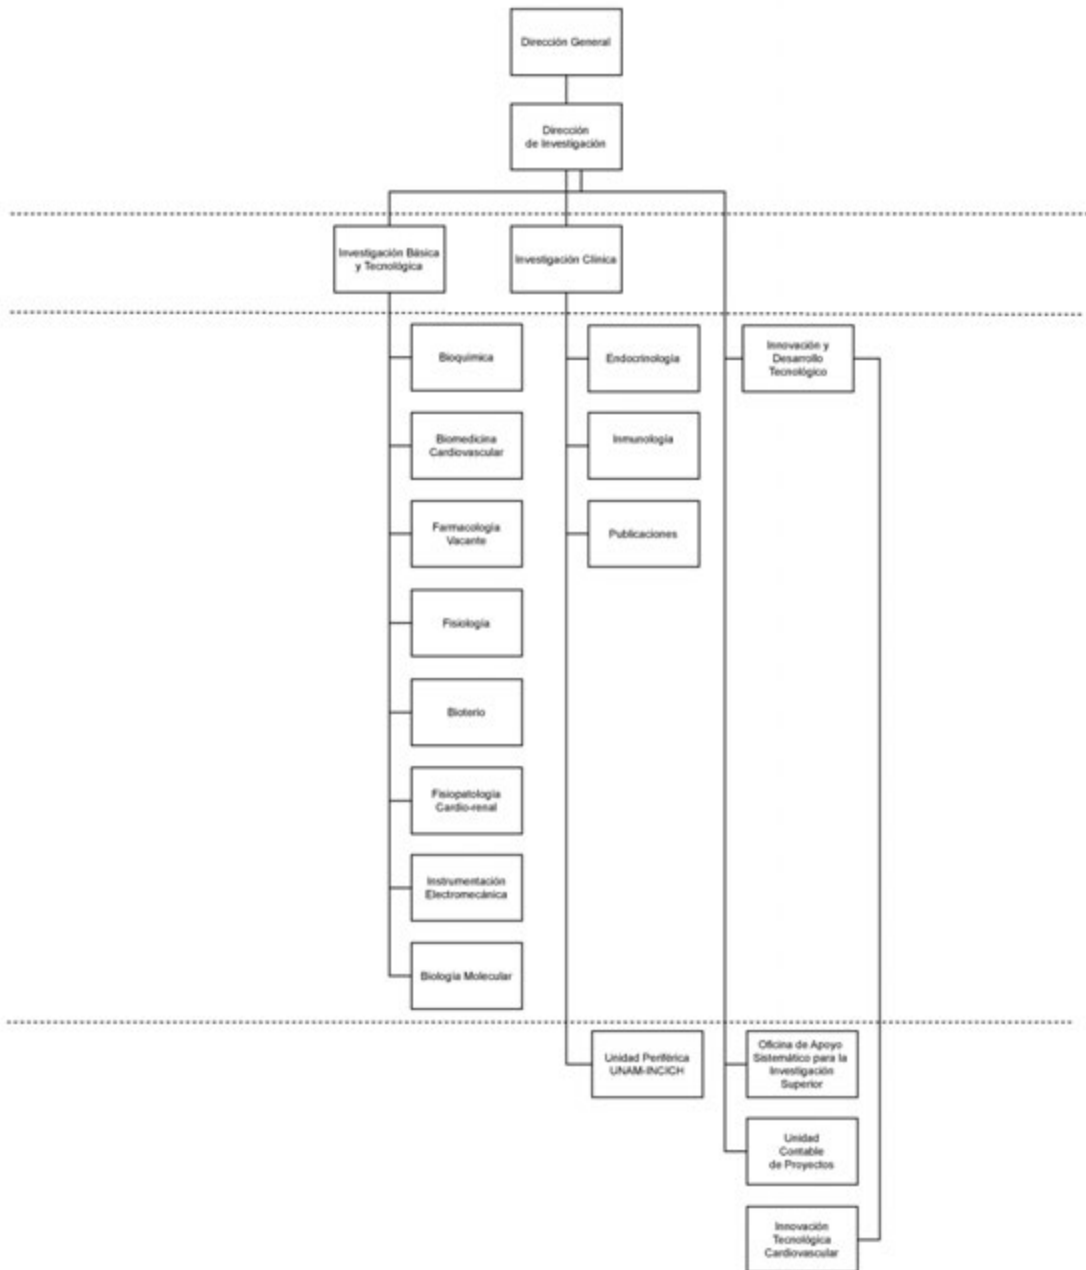 Dirección General
Dirección
de Investigación
Investigación Básica
y Tecnológica
Investigación Clínica
Bioquímica
Endocrinología
Innovación y
Desarrollo
Tecnológico
Biomedicina
Cardiovascular
Inmunología
Farmacología
Vacante
Publicaciones
Fisiología
Bioterio
Fisiopatología
Cardio-renal
Instrumentación
Electromecánica
Biología Molecular
Unidad Periférica
UNAM-INCICH
Oficina de Apoyo
Sistemático para la
Investigación
Superior
Unidad
Contable
de Proyectos
Innovación
Tecnológica
Cardiovascular